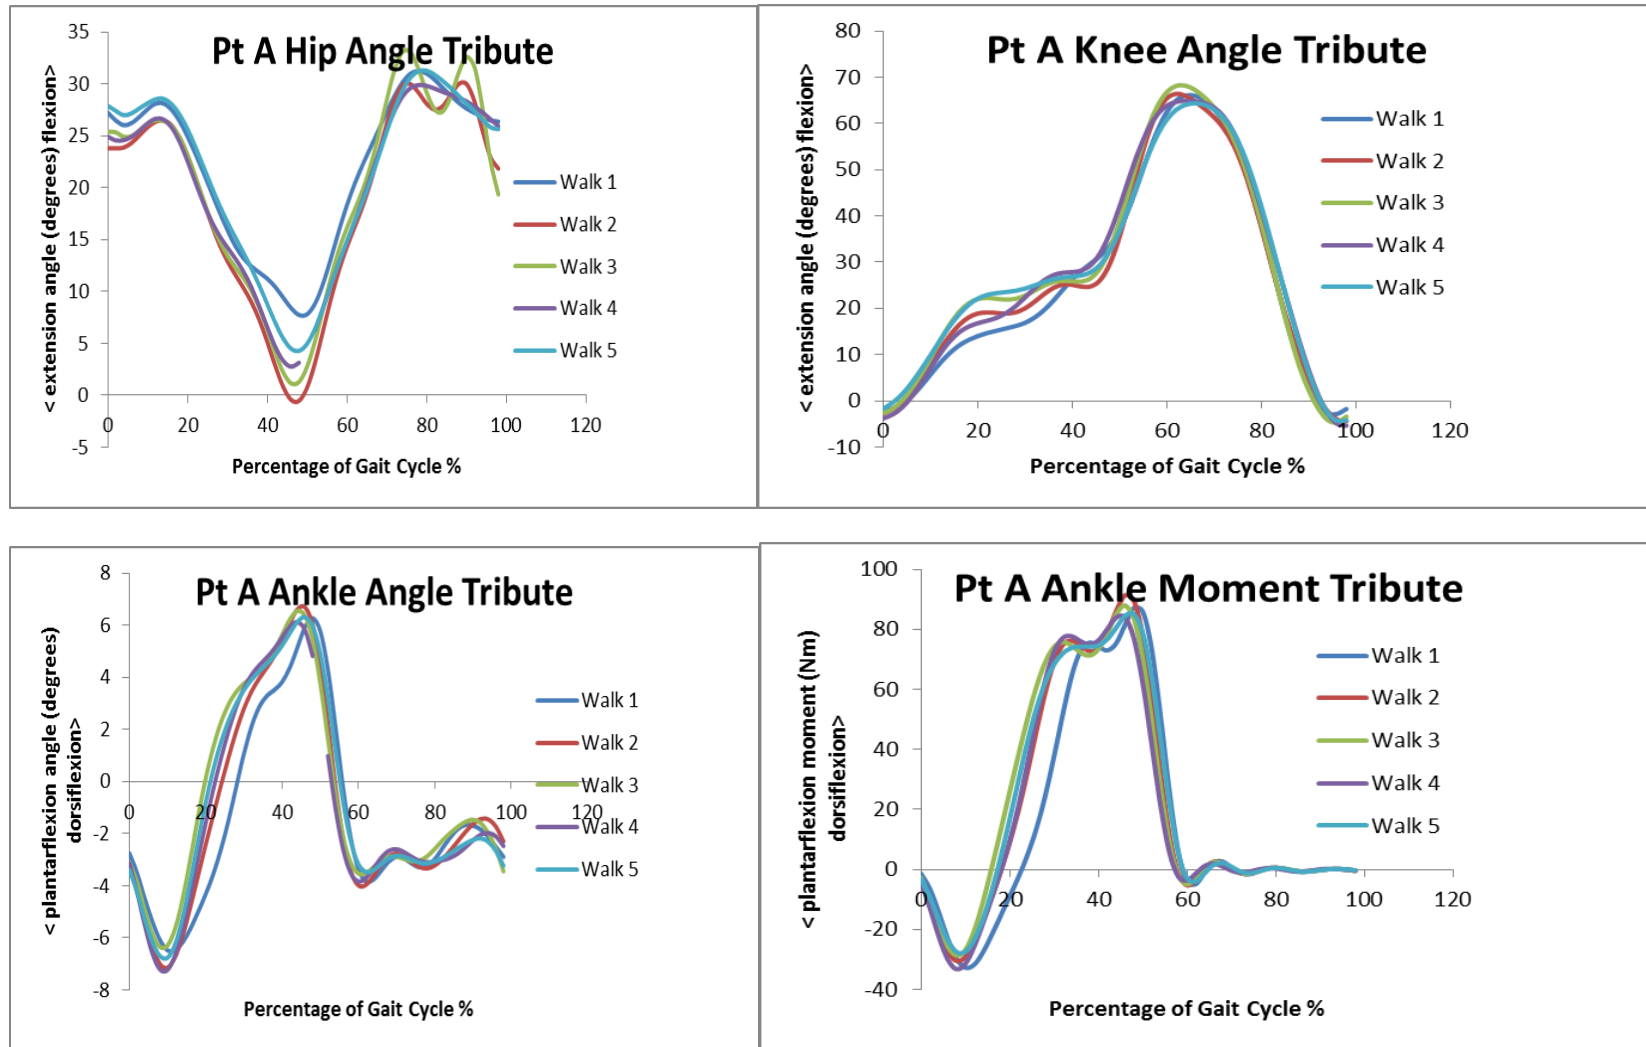 Pt A Hip Angle Tribute
< extension angle (degrees) flexion>
35
30
25
20
15
10
5
0
-5
0 20 40 60 80 100 120
Percentage of Gait Cycle %
Walk 1
Walk 2
Walk 3
Walk 4
Walk 5
Pt A Knee Angle Tribute
< extension angle (degrees) flexion>
80
70
60
50
40
30
20
10
0
-10
0 20 40 60 80 100 120
Percentage of Gait Cycle %
Walk 1
Walk 2
Walk 3
Walk 4
Walk 5
Pt A Ankle Angle Tribute
< plantarflexion angle (degrees)
dorsiflexion>
8
6
4
2
0
-2
-4
-6
-8
0 20 40 60 80 100 120
Percentage of Gait Cycle %
Walk 1
Walk 2
Walk 3
Walk 4
Walk 5
Pt A Ankle Moment Tribute
< plantarflexion moment (Nm)
dorsiflexion>
100
80
60
40
20
0
-20
-40
0 20 40 60 80 100 120
Percentage of Gait Cycle %
Walk 1
Walk 2
Walk 3
Walk 4
Walk 5